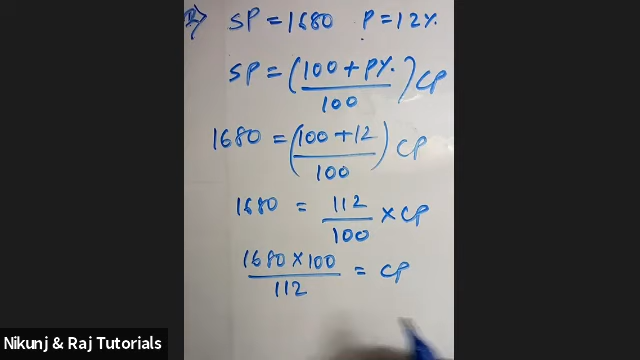 SP = 1680 P = 12%.
SP = (100 + P%. / 100) CP
1680 = (100 + 12 / 100) CP
1680 = 112 / 100 × CP
1680 × 100 / 112 = CP
Nikunj & Raj Tutorials